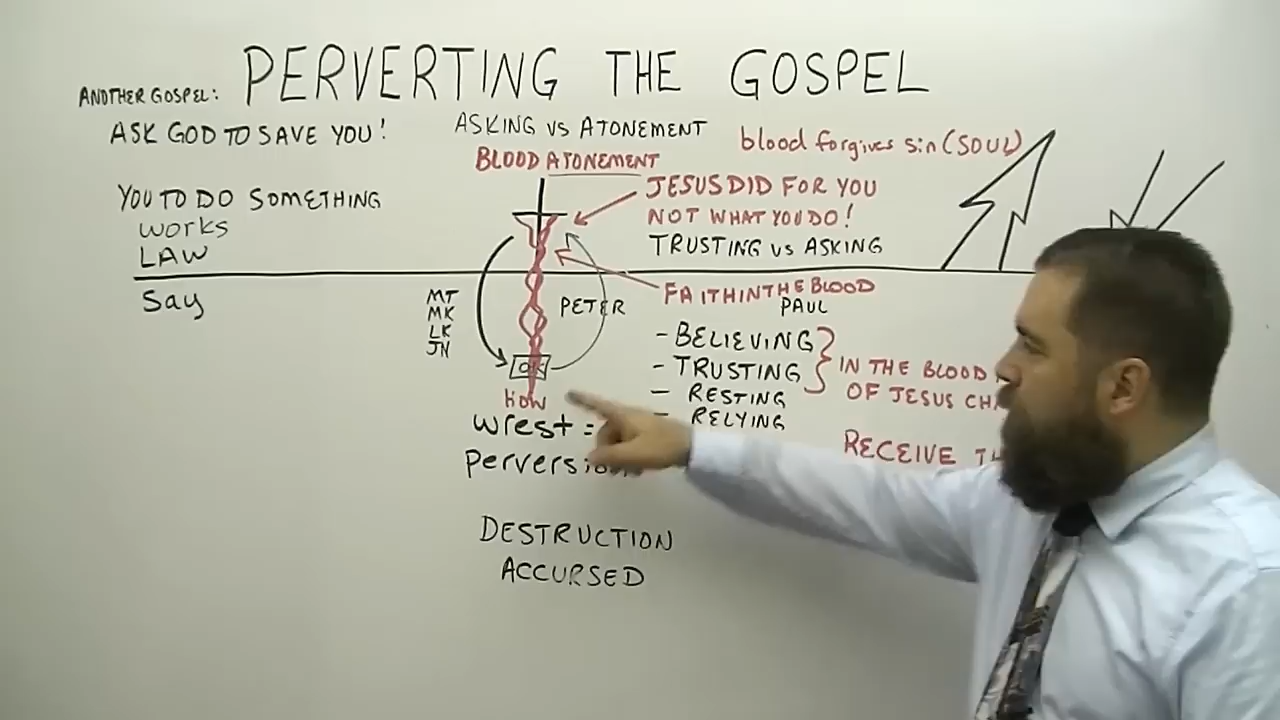 PERVERTING THE GOSPEL
ANOTHER GOSPEL:
ASK GOD TO SAVE YOU!
YOU TO DO SOMETHING
WORKS
LAW
Say
ASKING VS ATONEMENT
BLOOD ATONEMENT
blood forgives sin (SOUL)
JESUS DID FOR YOU
NOT WHAT YOU DO!
TRUSTING VS ASKING
FAITH IN THE BLOOD
PAUL
MT
MK
LK
JN
PETER
HOW
wrest =
perversion
DESTRUCTION
ACCURSED
- BELIEVING
- TRUSTING
- RESTING
- RELYING
IN THE BLOOD
OF JESUS CH
RECEIVE TH